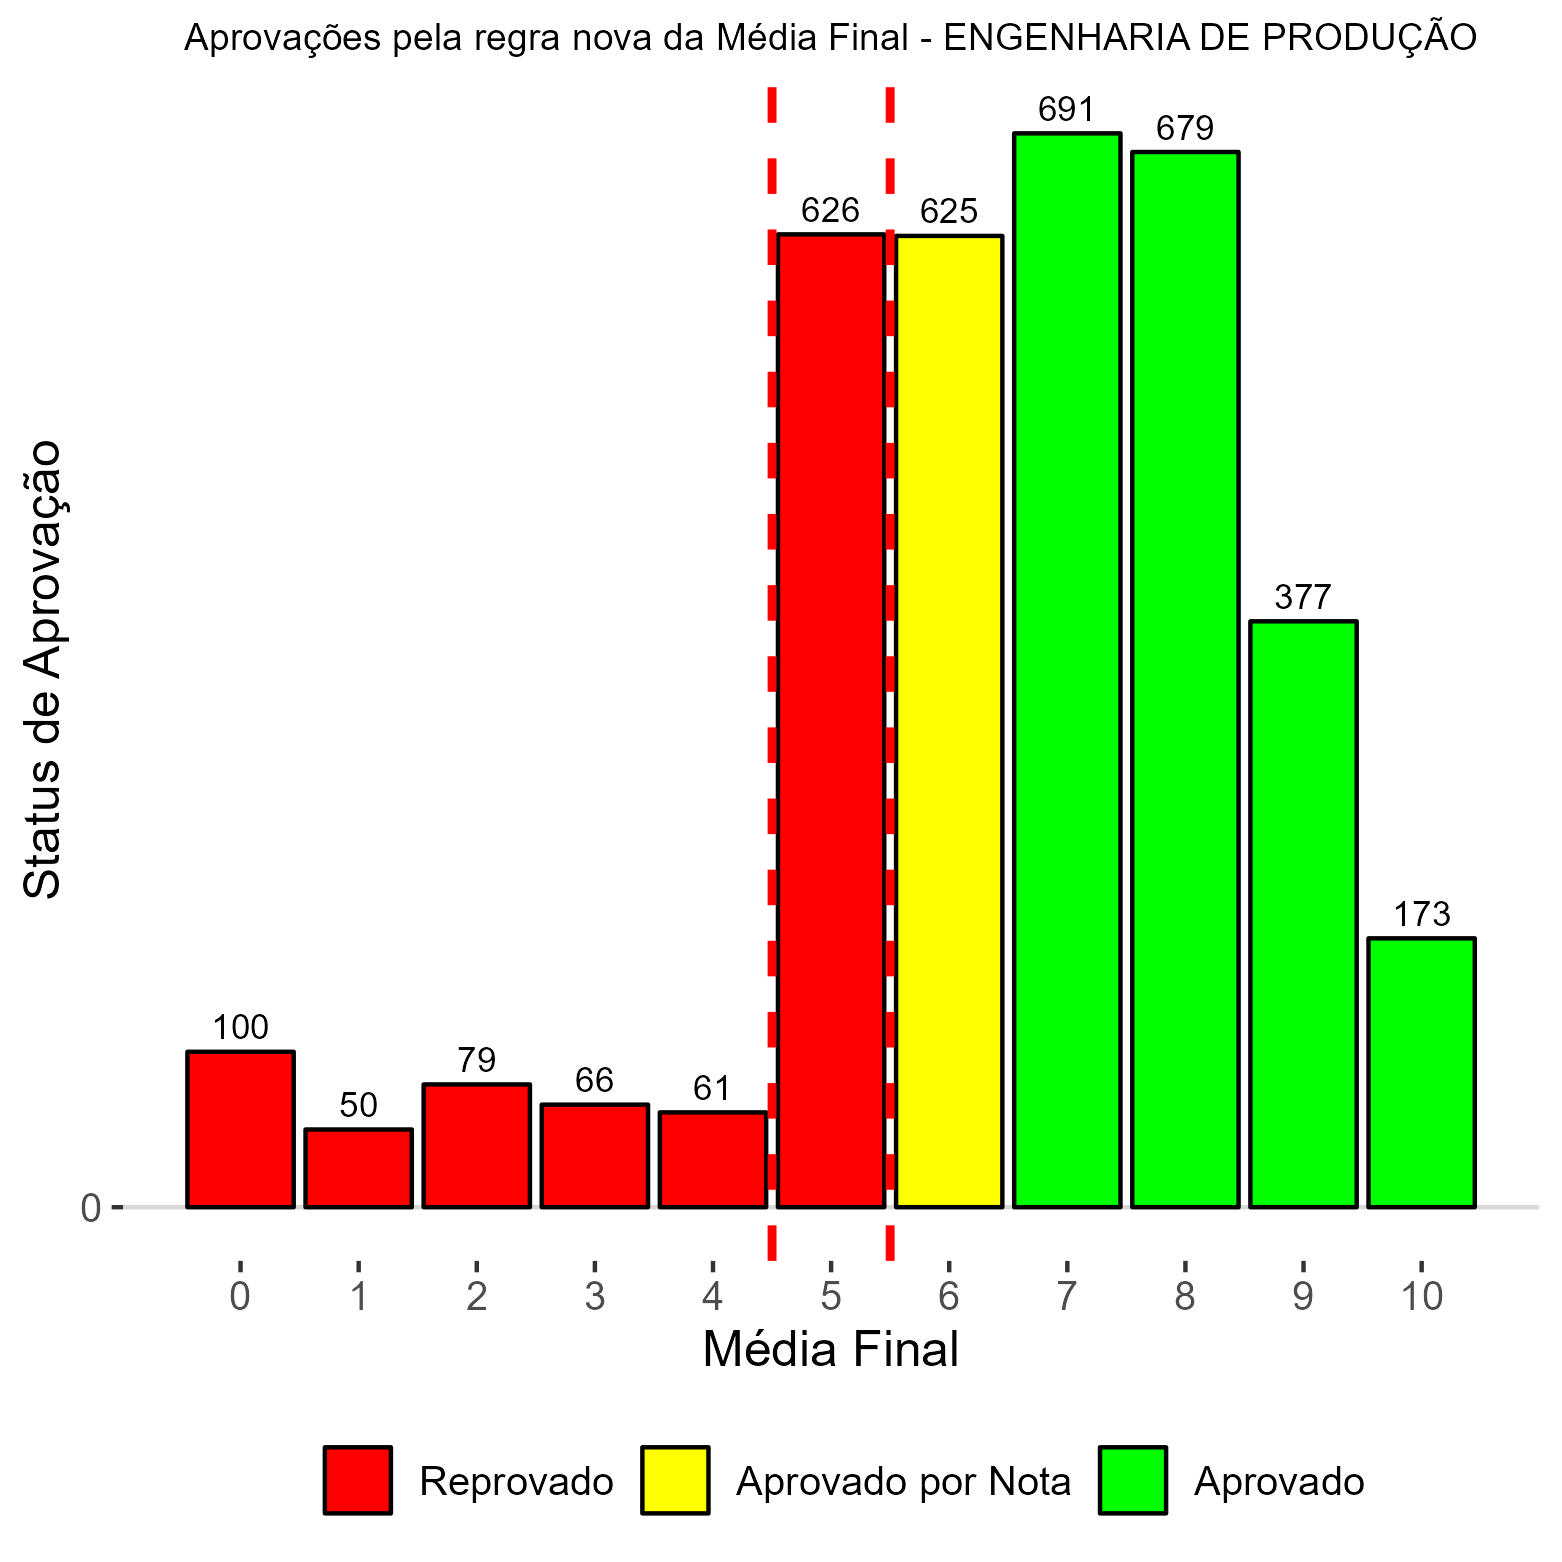 Aprovações pela regra nova da Média Final - ENGENHARIA DE PRODUÇÃO
691
679
626
625
377
173
100
79
66
61
50
Status de Aprovação
0
0 1 2 3 4 5 6 7 8 9 10
Média Final
Reprovado Aprovado por Nota Aprovado